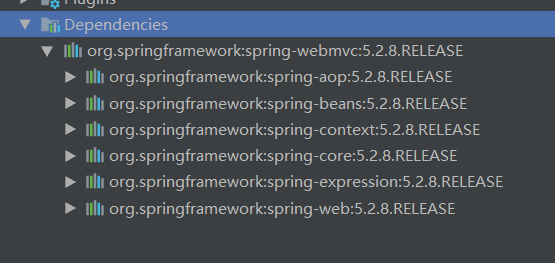 Plugins
Dependencies
org.springframework:spring-webmvc:5.2.8.RELEASE
org.springframework:spring-aop:5.2.8.RELEASE
org.springframework:spring-beans:5.2.8.RELEASE
org.springframework:spring-context:5.2.8.RELEASE
org.springframework:spring-core:5.2.8.RELEASE
org.springframework:spring-expression:5.2.8.RELEASE
org.springframework:spring-web:5.2.8.RELEASE